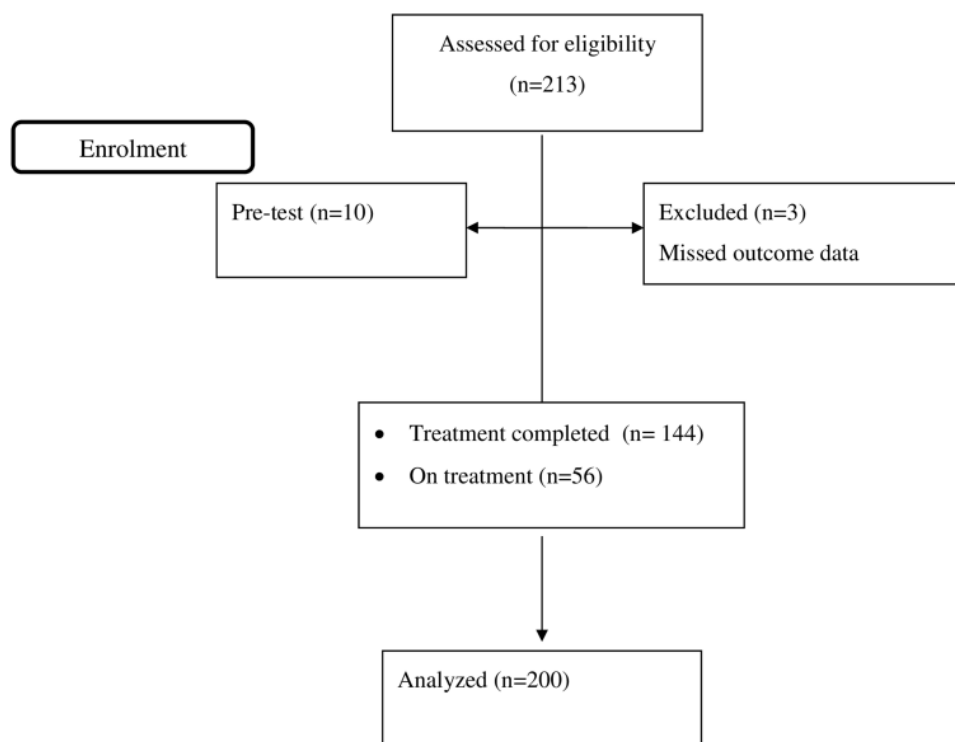 Assessed for eligibility
(n=213)
Enrolment
Pre-test (n=10)
Excluded (n=3)
Missed outcome data
• Treatment completed (n= 144)
• On treatment (n=56)
Analyzed (n=200)